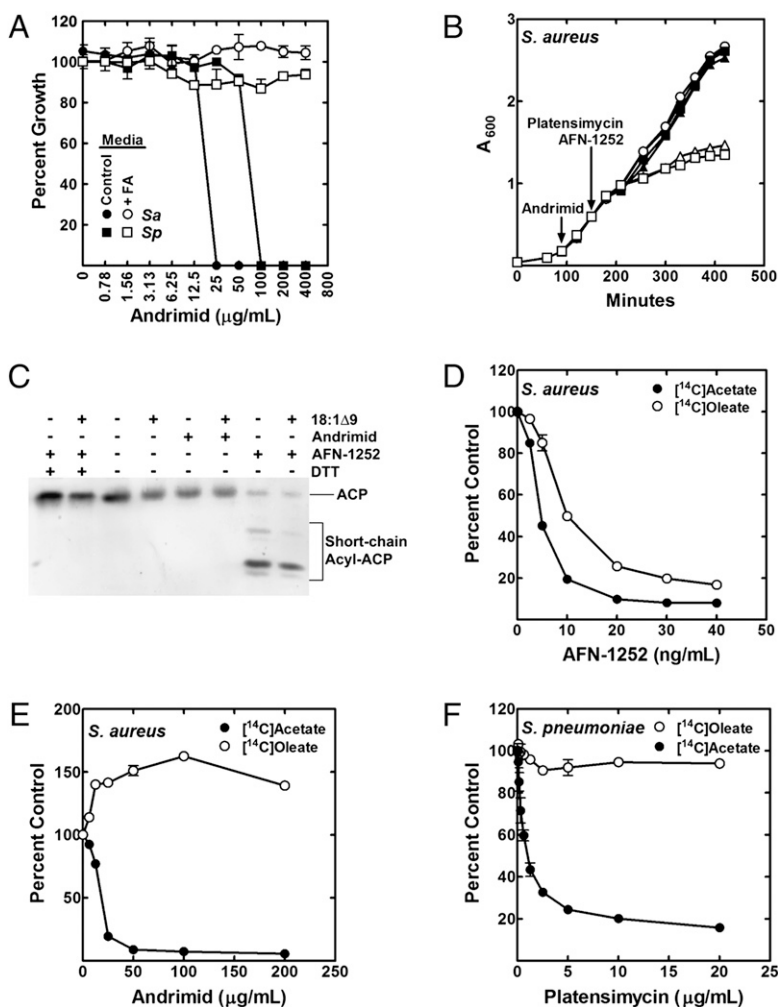 A
120
100
80
60
40
20
0
Percent Growth
Media
Control
+ FA
Sa
Sp
0
0.78
1.56
3.13
6.25
12.5
25
50
1000
2000
4000
800
Andrimid (μg/mL)
B
S. aureus
3
2
1
0
A600
Platensimycin
AFN-1252
Andrimid
0 100 200 300 400 500
Minutes
C
- + - + - + - + 18:1Δ9
- - - - + + - - Andrimid
+ + - - - - + + AFN-1252
+ + - - - - - - DTT
ACP
Short-chain
Acyl-ACP
D
S. aureus
[14C]Acetate
[14C]Oleate
100
80
60
40
20
Percent Control
0 10 20 30 40 50
AFN-1252 (ng/mL)
E
S. aureus
[14C]Acetate
[14C]Oleate
200
150
100
50
Percent Control
0 50 100 150 200 250
Andrimid (μg/mL)
F
S. pneumoniae
[14C]Oleate
[14C]Acetate
120
100
80
60
40
20
Percent Control
0 5 10 15 20 25
Platensimycin (μg/mL)